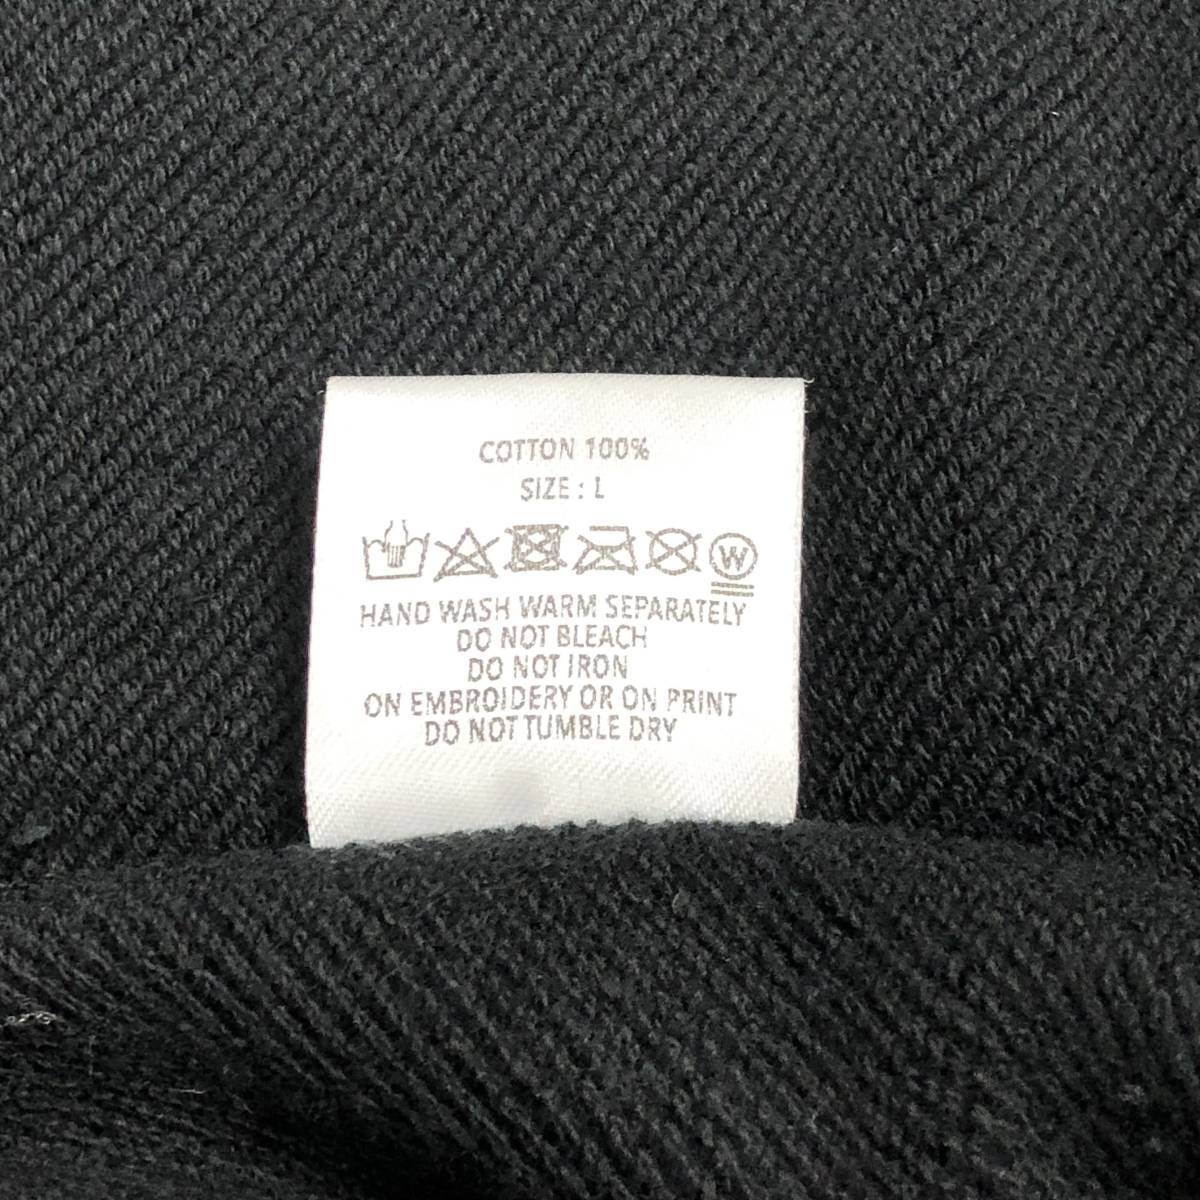 COTTON 100%
SIZE : L
W
HAND WASH WARM SEPARATELY
DO NOT BLEACH
DO NOT IRON
ON EMBROIDERY OR ON PRINT
DO NOT TUMBLE DRY